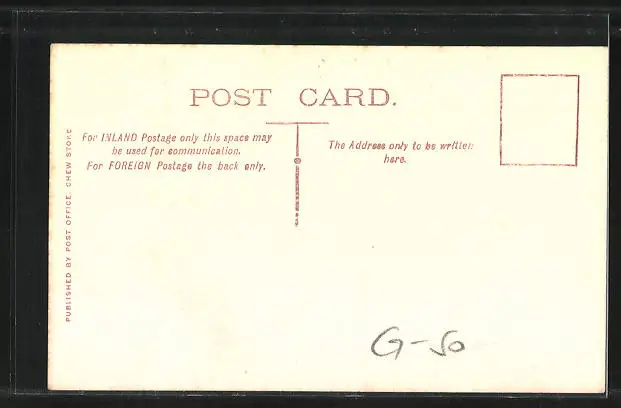 POST CARD.
For INLAND Postage only this space may
be used for communication.
For FOREIGN Postage the back only.
The Address only to be written
here.
PUBLISHED BY POST OFFICE, CHEW STOKE
G-50